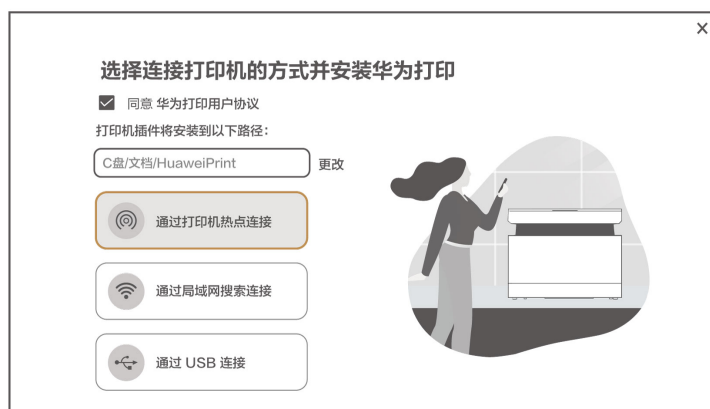 选择连接打印机的方式并安装华为打印
同意 华为打印用户协议
打印机插件将安装到以下路径：
C盘/文档/HuaweiPrint 更改
通过打印机热点连接
通过局域网搜索连接
通过 USB 连接